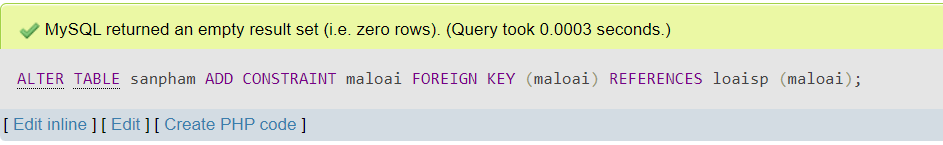 MySQL returned an empty result set (i.e. zero rows). (Query took 0.0003 seconds.)
ALTER TABLE sanpham ADD CONSTRAINT maloai FOREIGN KEY (maloai) REFERENCES loaisp (maloai);
[ Edit inline ] [ Edit ] [ Create PHP code ]